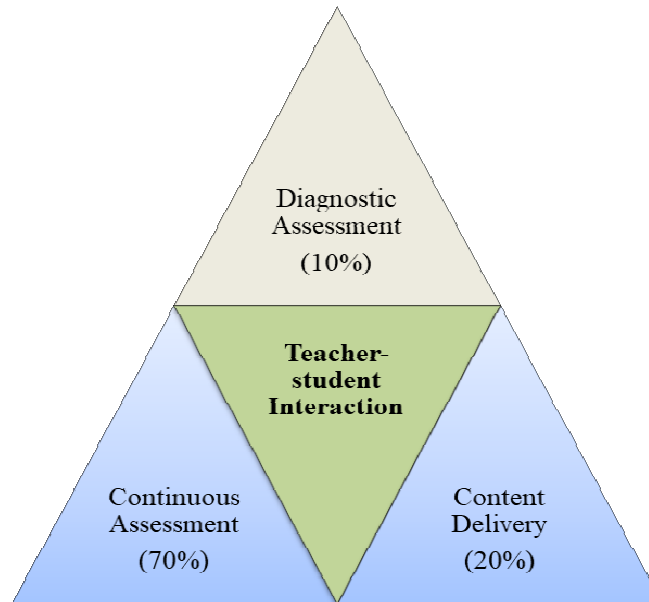 Diagnostic
Assessment
(10%)
Teacher-
student
Interaction
Continuous
Assessment
(70%)
Content
Delivery
(20%)